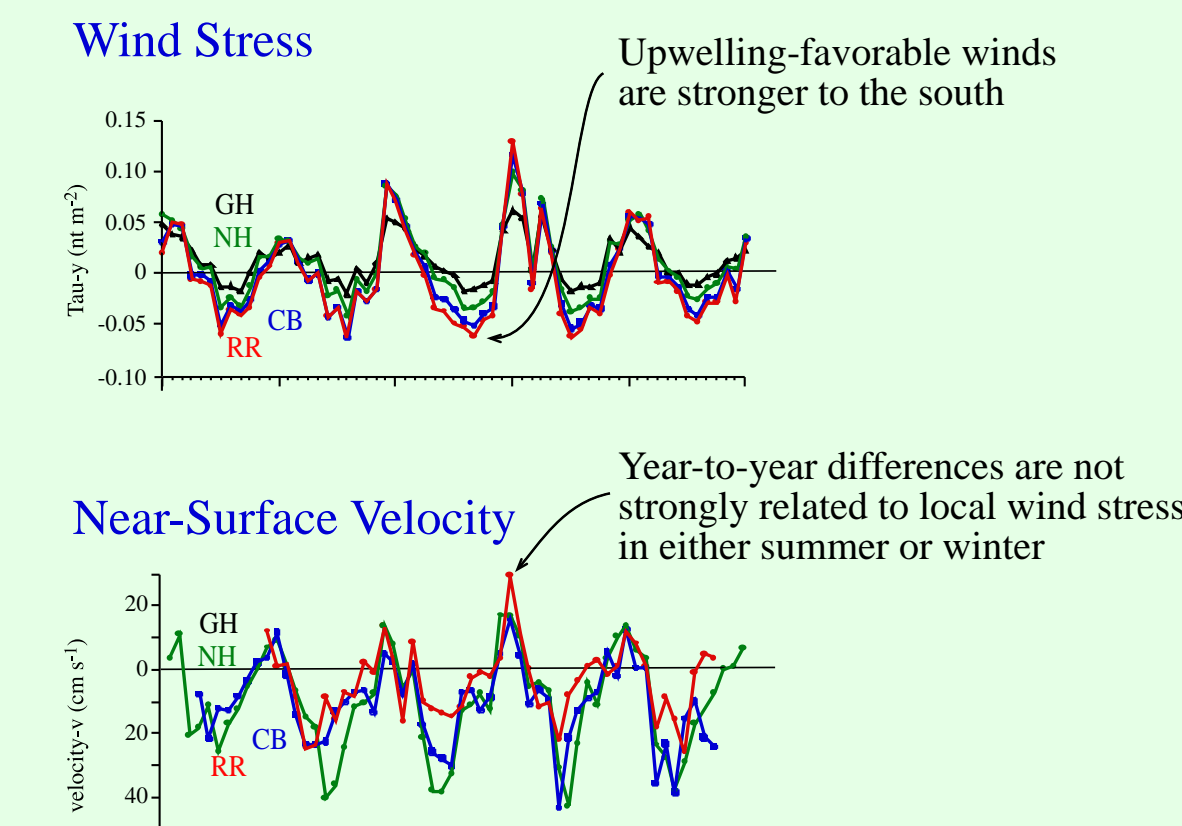 Wind Stress
Upwelling-favorable winds
are stronger to the south
0.15
0.10
0.05
0
-0.05
-0.10
Tau-y (nt m-2)
GH
NH
CB
RR
Year-to-year differences are not
strongly related to local wind stress
in either summer or winter
Near-Surface Velocity
20
0
20
40
velocity-v (cm s-1)
GH
NH
CB
RR